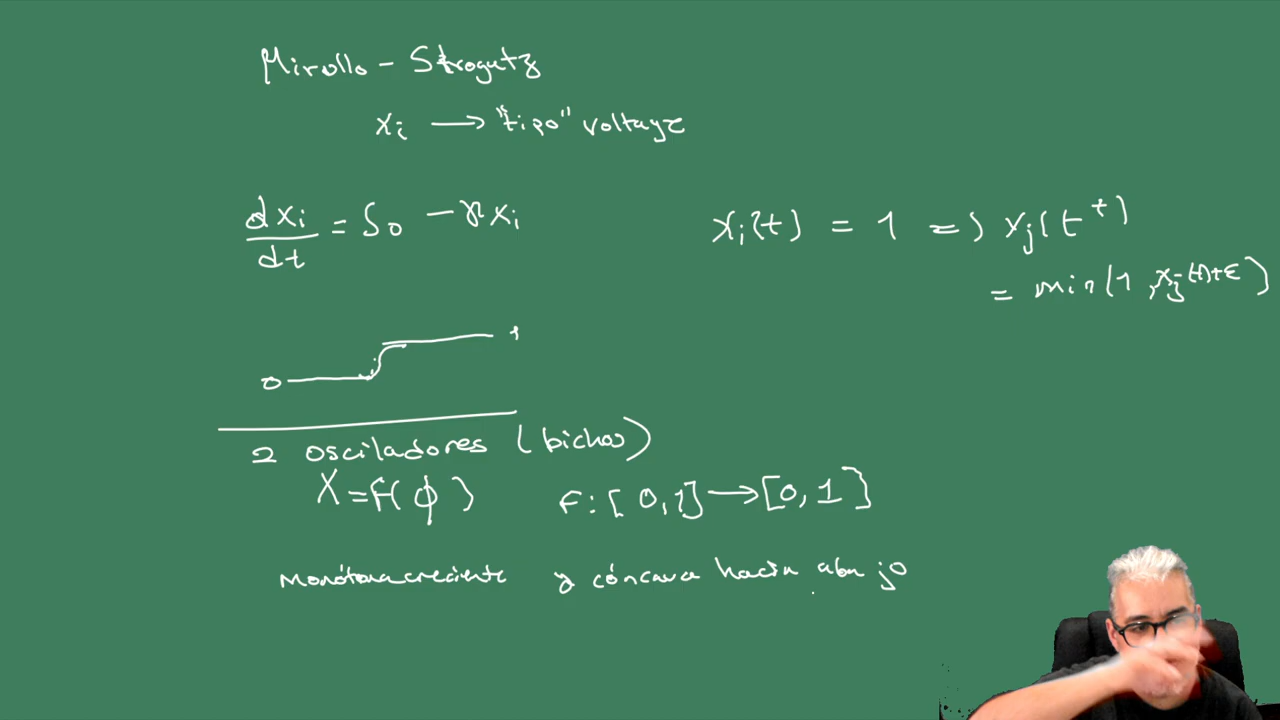 Mirollo - Strogatz
xi → "tipo" voltaje
dxi/dt = S0 - γxi
xi(t) = 1 => xj(t+)
= min(1, xj(t)+ε)
0 1
2 osciladores (bichos)
X = f(φ) F: [0,1] → [0,1]
monótona creciente y cóncava hacia abajo